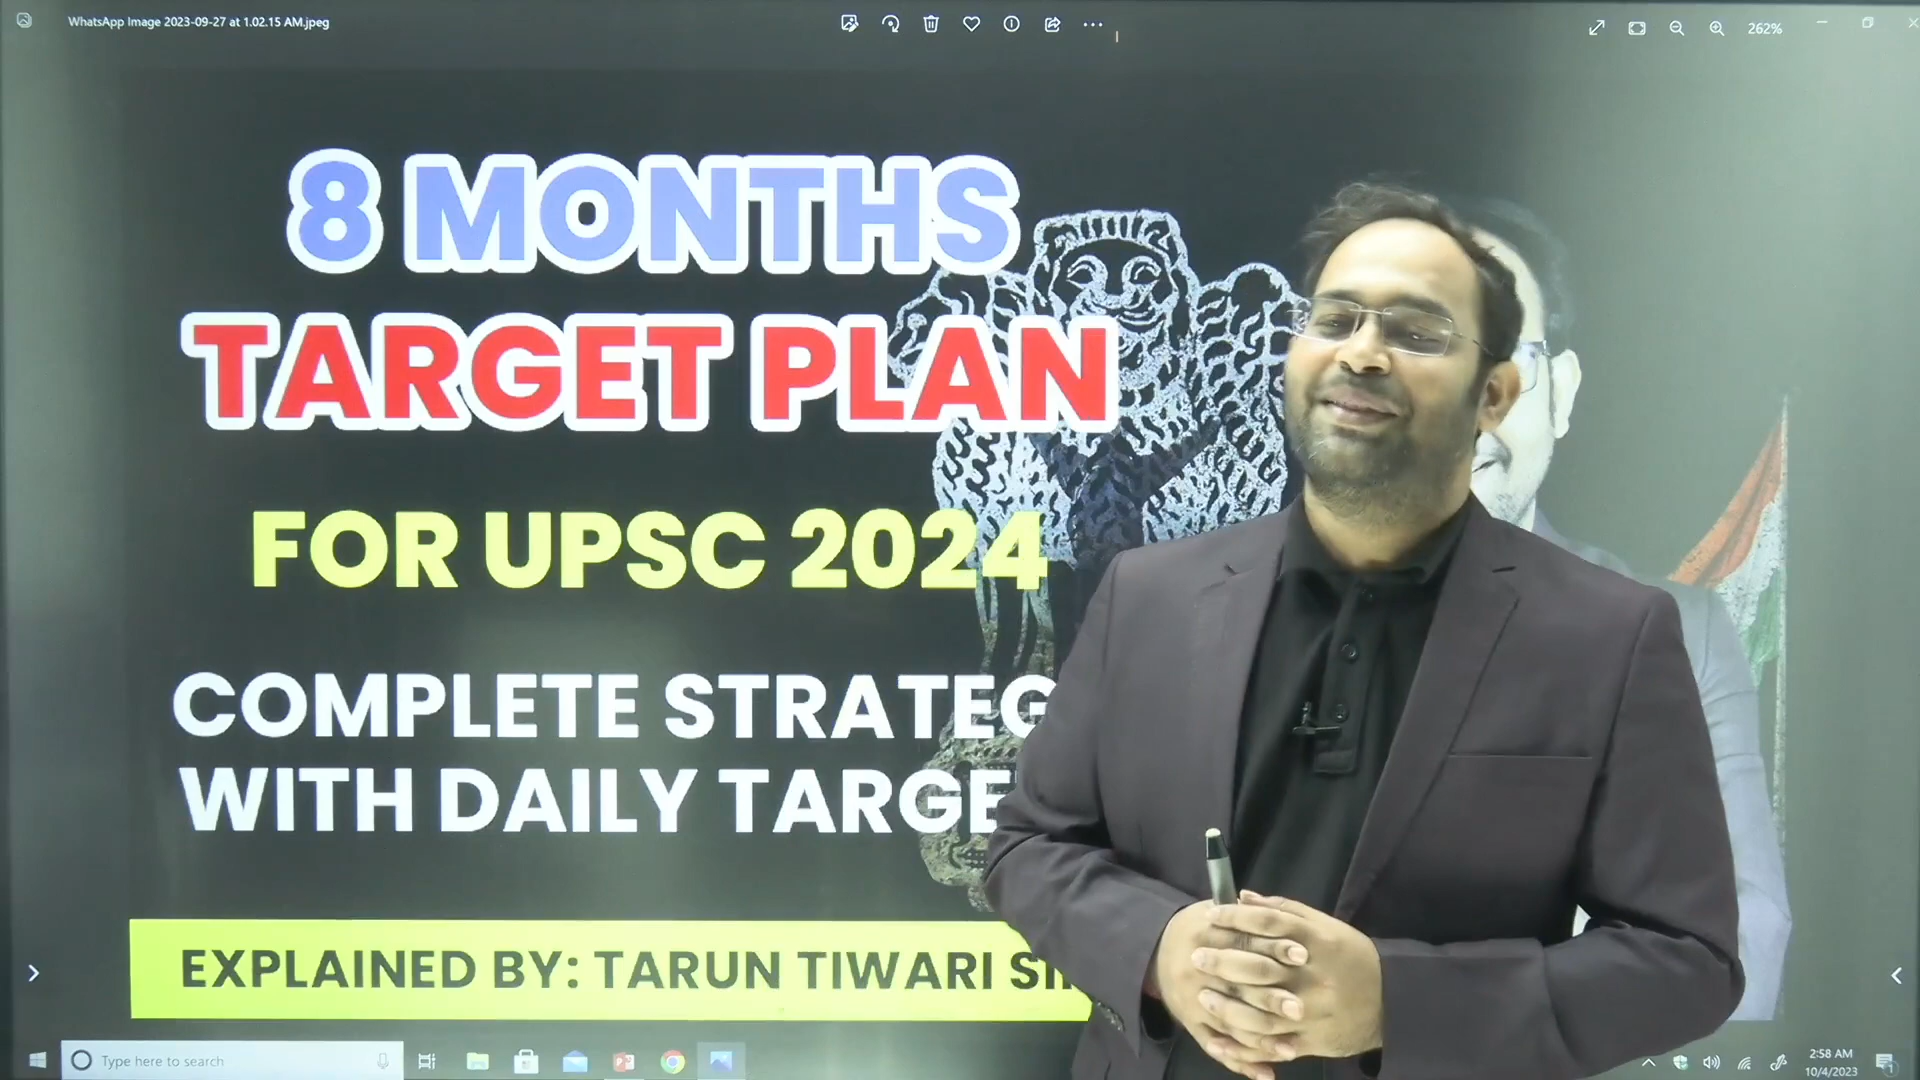 WhatsApp Image 2023-09-27 at 1.02.15 AM.jpeg
262%
8 MONTHS
TARGET PLAN
FOR UPSC 2024
COMPLETE STRATEG
WITH DAILY TARGE
EXPLAINED BY: TARUN TIWARI SI
Type here to search
2:58 AM
10/4/2023